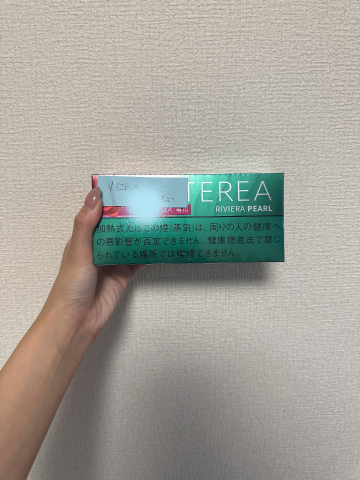 TEREA
RIVIERA PEARL
専用
加熱式たばこの煙(蒸気)は、周りの人の健康へ
の悪影響が否定できません。健康増進法で禁じ
られている場所では喫煙できません。